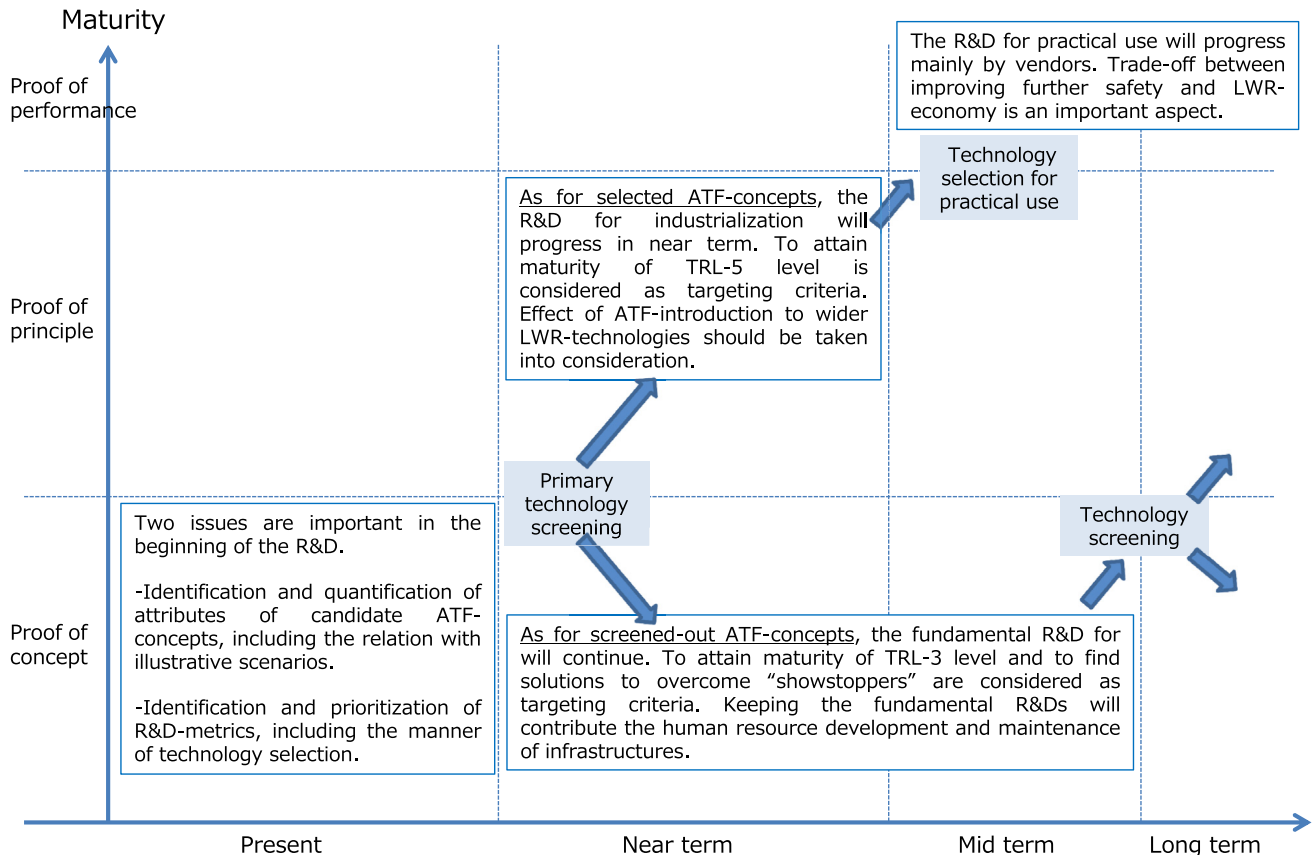 Maturity
Proof of
performance
The R&D for practical use will progress
mainly by vendors. Trade-off between
improving further safety and LWR-
economy is an important aspect.
Technology
selection for
practical use
As for selected ATF-concepts, the
R&D for industrialization will
progress in near term. To attain
maturity of TRL-5 level is
considered as targeting criteria.
Effect of ATF-introduction to wider
LWR-technologies should be taken
into consideration.
Proof of
principle
Primary
technology
screening
Technology
screening
Two issues are important in the
beginning of the R&D.
-Identification and quantification of
attributes of candidate ATF-
concepts, including the relation with
illustrative scenarios.
-Identification and prioritization of
R&D-metrics, including the manner
of technology selection.
Proof of
concept
As for screened-out ATF-concepts, the fundamental R&D for
will continue. To attain maturity of TRL-3 level and to find
solutions to overcome “showstoppers” are considered as
targeting criteria. Keeping the fundamental R&Ds will
contribute the human resource development and maintenance
of infrastructures.
Present
Near term
Mid term
Long term